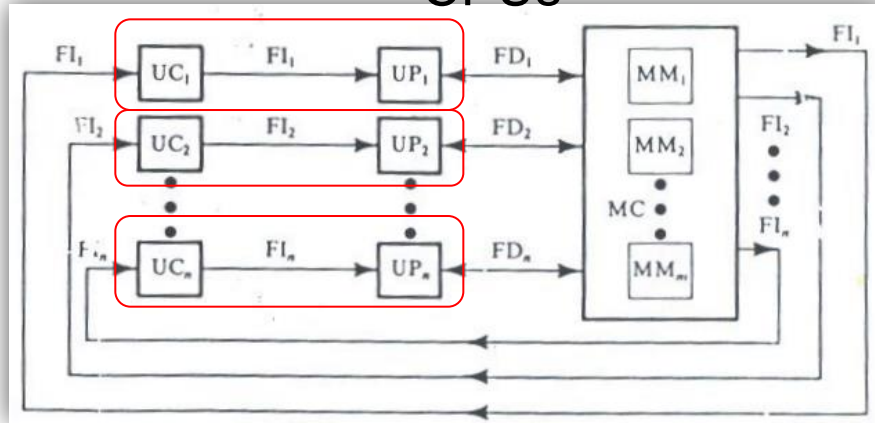 CPUs
FI₁ FI₁
UC₁ FI₁ UP₁ FD₁ MM₁
FI₂ UC₂ FI₂ UP₂ FD₂ MM₂ FI₂
MC
FIₙ
UCₙ FIₙ UPₙ FDₙ MMₘ